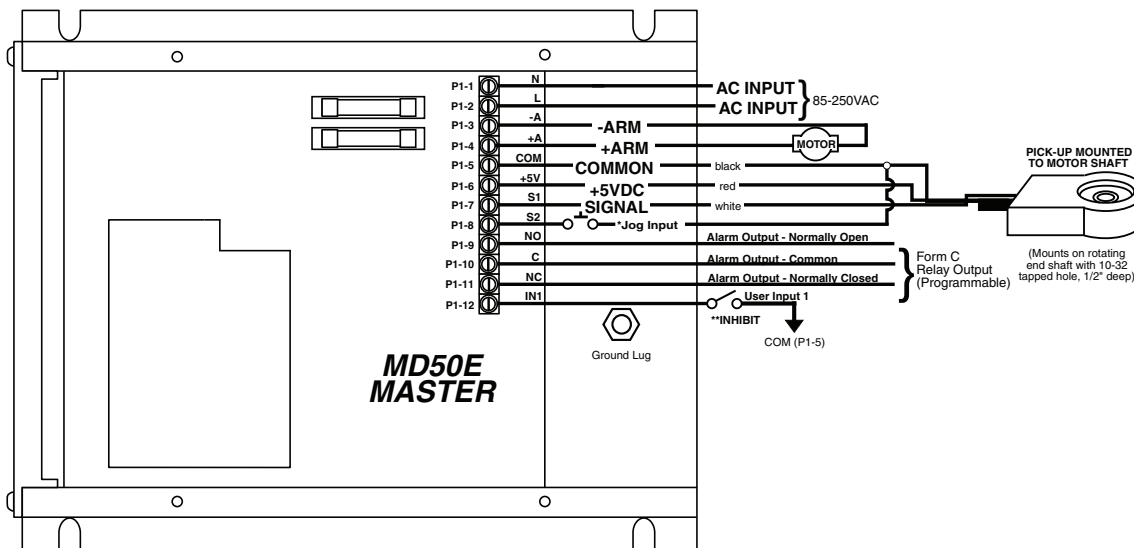 P1-1 N AC INPUT
P1-2 L AC INPUT
85-250VAC
P1-3 -A -ARM
P1-4 +A +ARM MOTOR
P1-5 COM COMMON black
P1-6 +5V +5VDC red
P1-7 S1 SIGNAL white
P1-8 S2 *Jog Input
P1-9 NO Alarm Output - Normally Open
P1-10 C Alarm Output - Common
P1-11 NC Alarm Output - Normally Closed
P1-12 IN1 User Input 1
**INHIBIT
COM (P1-5)
Form C
Relay Output
(Programmable)
PICK-UP MOUNTED
TO MOTOR SHAFT
(Mounts on rotating
end shaft with 10-32
tapped hole, 1/2" deep)
Ground Lug
MD50E
MASTER